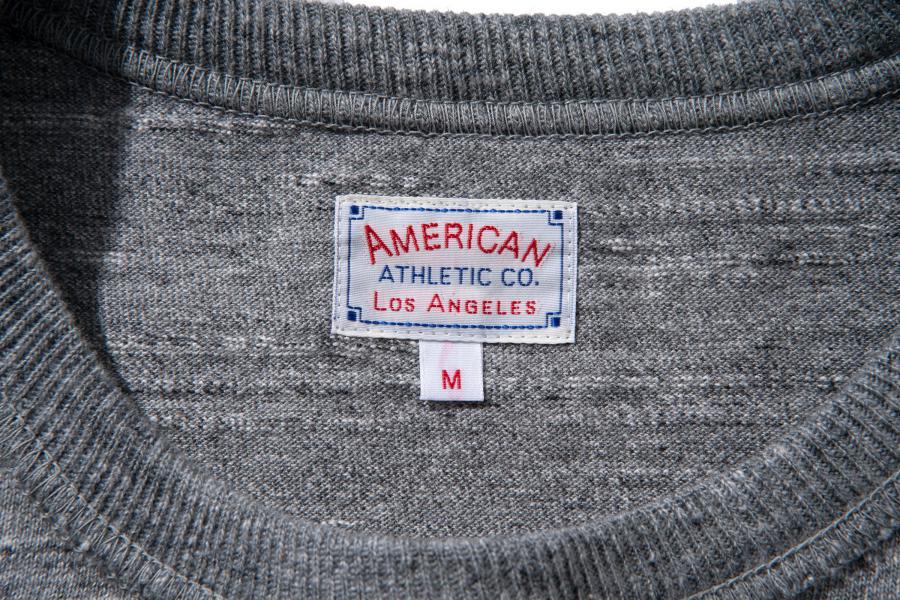 AMERICAN
ATHLETIC CO.
LOS ANGELES
M